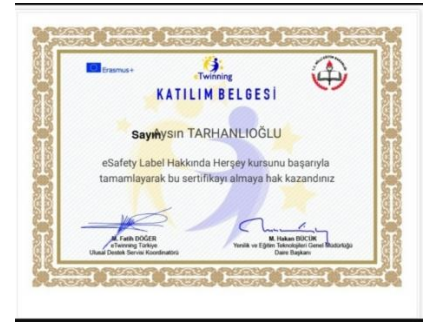 Erasmus+
eTwinning
KATILIM BELGESİ
Sayın Aysın TARHANLIOĞLU
eSafety Label Hakkında Herşey kursunu başarıyla
tamamlayarak bu sertifikayı almaya hak kazandınız
M. Fatih DÖĞER
eTwinning Türkiye
Ulusal Destek Servisi Koordinatörü
M. Hakan BÜCÜK
Yenilik ve Eğitim Teknolojileri Genel Müdürlüğü
Daire Başkanı